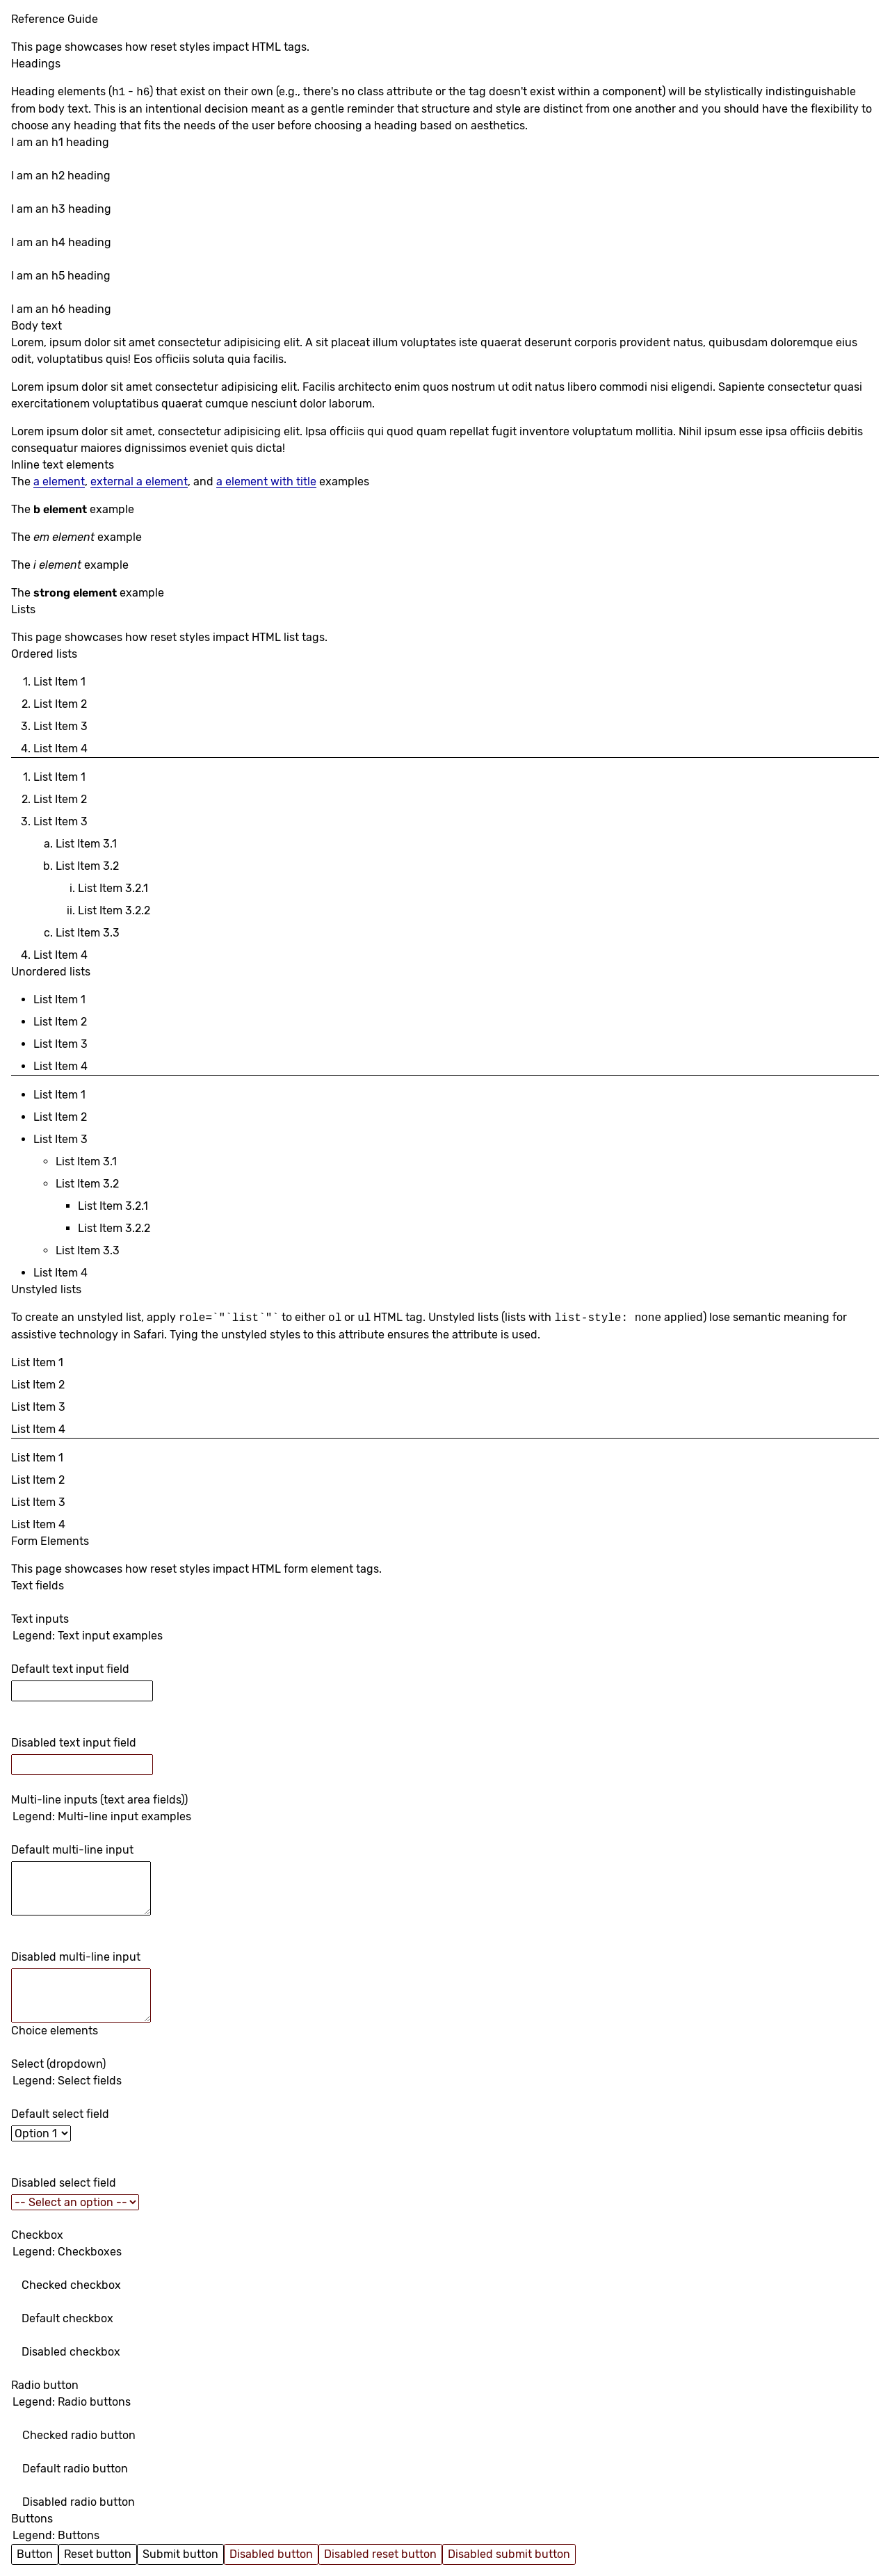 Reference Guide
This page showcases how reset styles impact HTML tags.
Headings
Heading elements (h1 - h6) that exist on their own (e.g., there's no class attribute or the tag doesn't exist within a component) will be stylistically indistinguishable
from body text. This is an intentional decision meant as a gentle reminder that structure and style are distinct from one another and you should have the flexibility to
choose any heading that fits the needs of the user before choosing a heading based on aesthetics.
I am an h1 heading
I am an h2 heading
I am an h3 heading
I am an h4 heading
I am an h5 heading
I am an h6 heading
Body text
Lorem, ipsum dolor sit amet consectetur adipisicing elit. A sit placeat illum voluptates iste quaerat deserunt corporis provident natus, quibusdam doloremque eius
odit, voluptatibus quis! Eos officiis soluta quia facilis.
Lorem ipsum dolor sit amet consectetur adipisicing elit. Facilis architecto enim quos nostrum ut odit natus libero commodi nisi eligendi. Sapiente consectetur quasi
exercitationem voluptatibus quaerat cumque nesciunt dolor laborum.
Lorem ipsum dolor sit amet, consectetur adipisicing elit. Ipsa officiis qui quod quam repellat fugit inventore voluptatum mollitia. Nihil ipsum esse ipsa officiis debitis
consequatur maiores dignissimos eveniet quis dicta!
Inline text elements
The a element, external a element, and a element with title examples
The b element example
The em element example
The i element example
The strong element example
Lists
This page showcases how reset styles impact HTML list tags.
Ordered lists
1. List Item 1
2. List Item 2
3. List Item 3
4. List Item 4
1. List Item 1
2. List Item 2
3. List Item 3
a. List Item 3.1
b. List Item 3.2
i. List Item 3.2.1
ii. List Item 3.2.2
c. List Item 3.3
4. List Item 4
Unordered lists
• List Item 1
• List Item 2
• List Item 3
• List Item 4
• List Item 1
• List Item 2
• List Item 3
◦ List Item 3.1
◦ List Item 3.2
▪ List Item 3.2.1
▪ List Item 3.2.2
◦ List Item 3.3
• List Item 4
Unstyled lists
To create an unstyled list, apply role=`"`list`"` to either ol or ul HTML tag. Unstyled lists (lists with list-style: none applied) lose semantic meaning for
assistive technology in Safari. Tying the unstyled styles to this attribute ensures the attribute is used.
List Item 1
List Item 2
List Item 3
List Item 4
List Item 1
List Item 2
List Item 3
List Item 4
Form Elements
This page showcases how reset styles impact HTML form element tags.
Text fields
Text inputs
Legend: Text input examples
Default text input field
Disabled text input field
Multi-line inputs (text area fields))
Legend: Multi-line input examples
Default multi-line input
Disabled multi-line input
Choice elements
Select (dropdown)
Legend: Select fields
Default select field
Option 1
Disabled select field
-- Select an option --
Checkbox
Legend: Checkboxes
Checked checkbox
Default checkbox
Disabled checkbox
Radio button
Legend: Radio buttons
Checked radio button
Default radio button
Disabled radio button
Buttons
Legend: Buttons
Button Reset button Submit button Disabled button Disabled reset button Disabled submit button